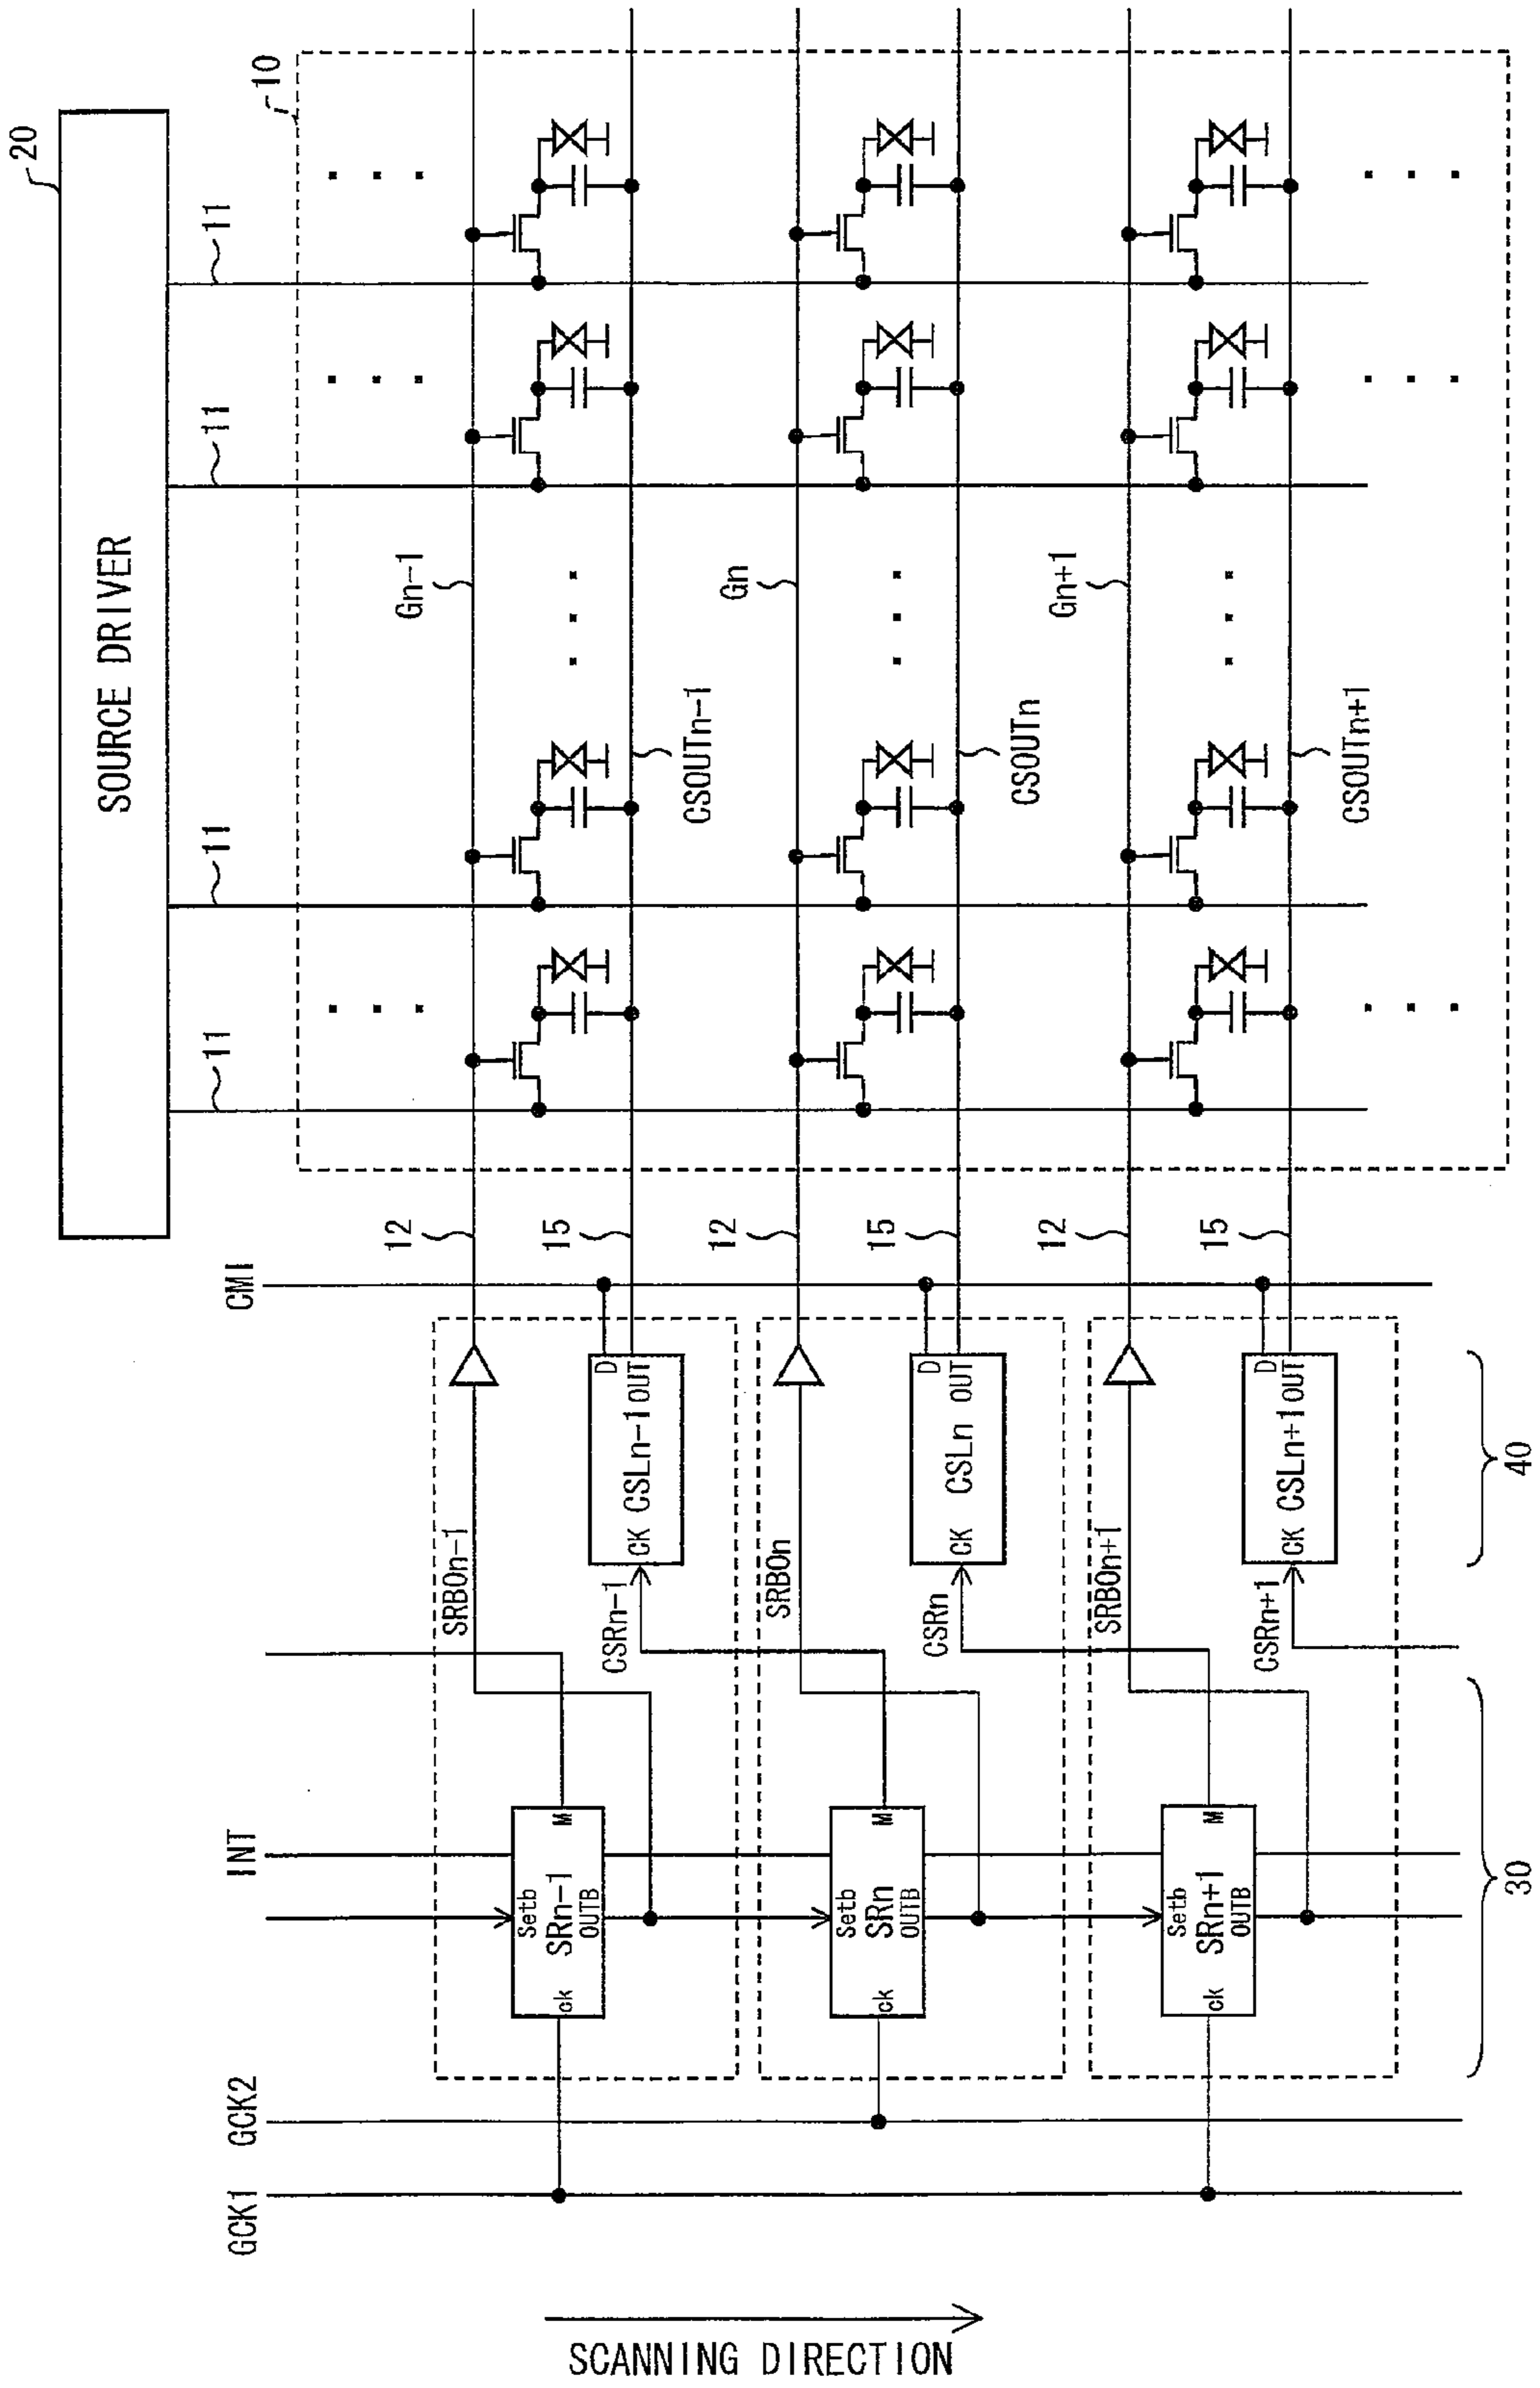 20
SOURCE DRIVER
10
11
11
11
11
Gn-1
CSOUTn-1
Gn
CSOUTn
Gn+1
CSOUTn+1
12
15
12
15
12
15
CMI
SRBOn-1
D
CK CSLn-1 OUT
CSRn-1
SRBOn
D
CK CSLn OUT
CSRn
SRBOn+1
D
CK CSLn+1 OUT
CSRn+1
40
INT
Setb
ck SRn-1 M
OUTB
Setb
ck SRn M
OUTB
Setb
ck SRn+1 M
OUTB
30
GCK2
GCK1
SCANNING DIRECTION